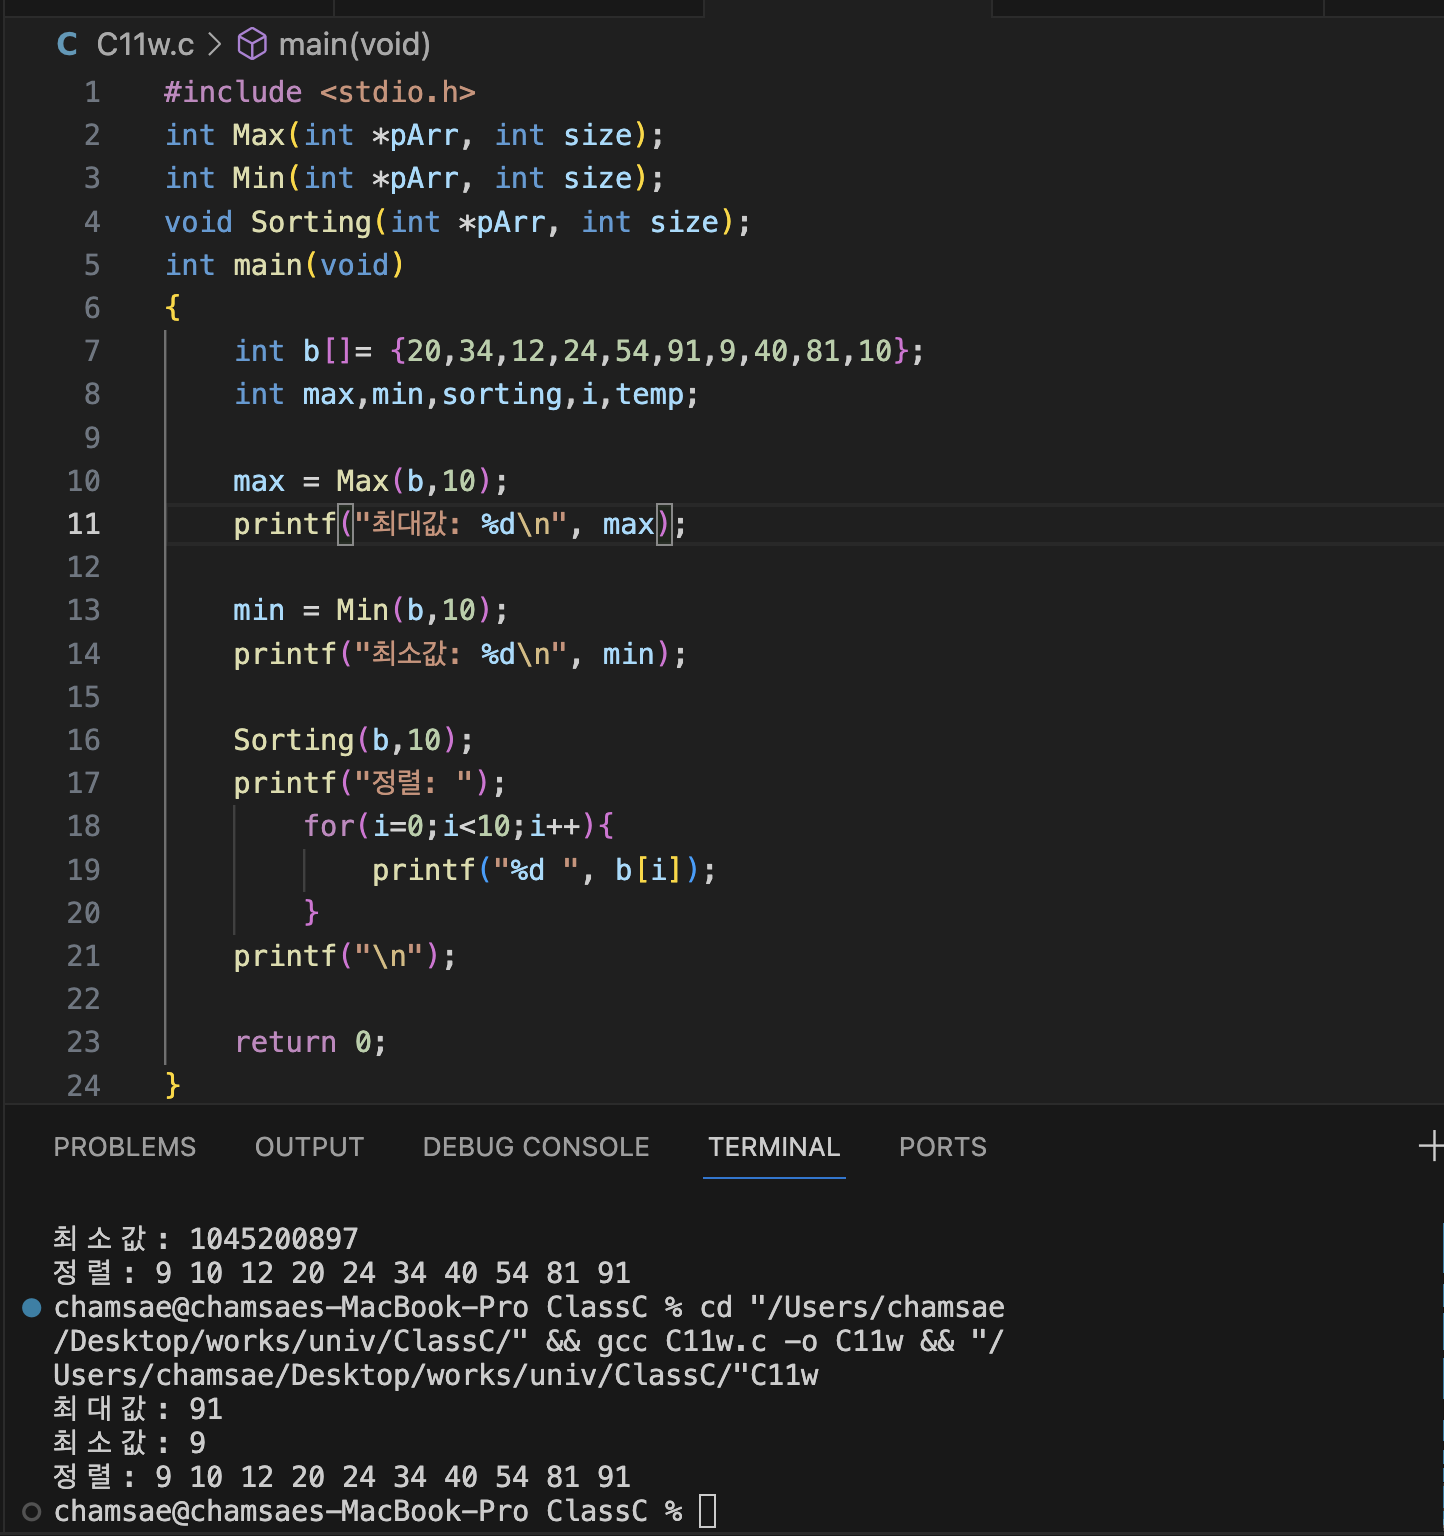 C C11w.c > main(void)
1 #include <stdio.h>
2 int Max(int *pArr, int size);
3 int Min(int *pArr, int size);
4 void Sorting(int *pArr, int size);
5 int main(void)
6 {
7 int b[]= {20,34,12,24,54,91,9,40,81,10};
8 int max,min,sorting,i,temp;
9
10 max = Max(b,10);
11 printf("최대값: %d\n", max);
12
13 min = Min(b,10);
14 printf("최소값: %d\n", min);
15
16 Sorting(b,10);
17 printf("정렬: ");
18 for(i=0;i<10;i++){
19 printf("%d ", b[i]);
20 }
21 printf("\n");
22
23 return 0;
24 }
PROBLEMS OUTPUT DEBUG CONSOLE TERMINAL PORTS
최소값: 1045200897
정렬: 9 10 12 20 24 34 40 54 81 91
chamsae@chamsaes-MacBook-Pro ClassC % cd "/Users/chamsae
/Desktop/works/univ/ClassC/" && gcc C11w.c -o C11w && "/
Users/chamsae/Desktop/works/univ/ClassC/"C11w
최대값: 91
최소값: 9
정렬: 9 10 12 20 24 34 40 54 81 91
chamsae@chamsaes-MacBook-Pro ClassC %